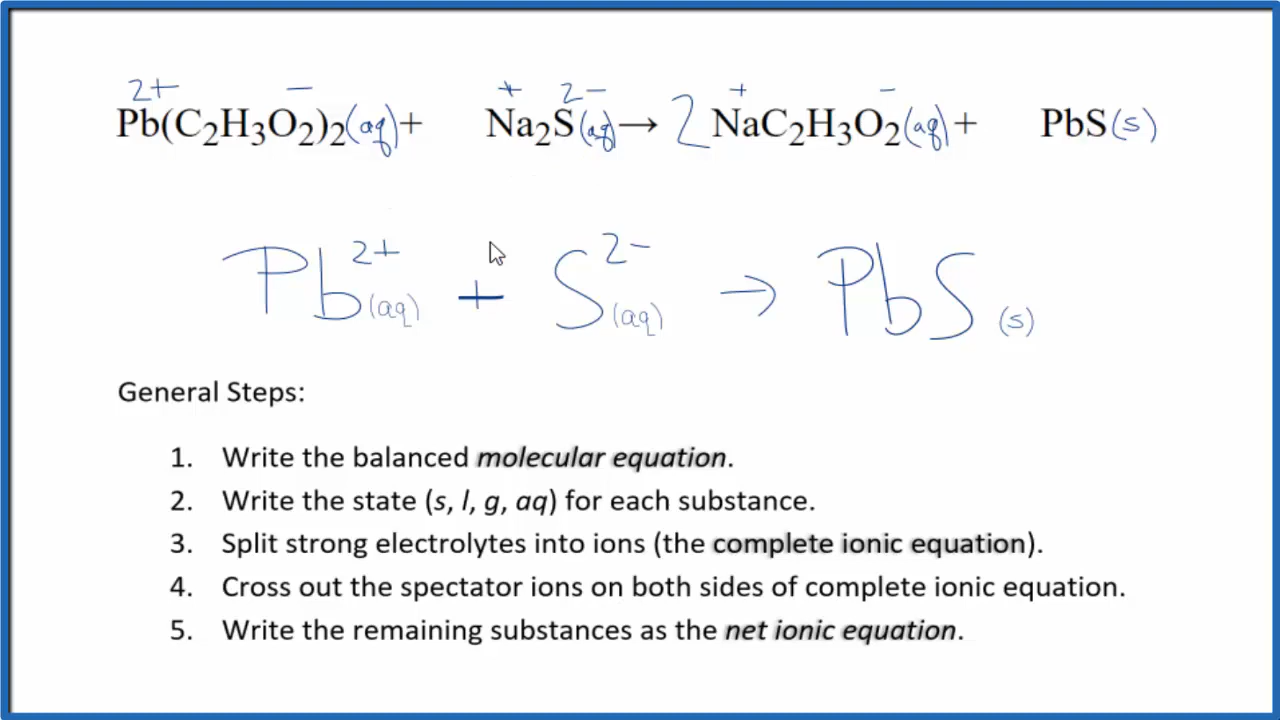 2+ − + 2− + −
Pb(C₂H₃O₂)₂(aq)+ Na₂S(aq)→ 2 NaC₂H₃O₂(aq)+ PbS(s)
Pb²⁺(aq) + S²⁻(aq) → PbS(s)
General Steps:
1. Write the balanced molecular equation.
2. Write the state (s, l, g, aq) for each substance.
3. Split strong electrolytes into ions (the complete ionic equation).
4. Cross out the spectator ions on both sides of complete ionic equation.
5. Write the remaining substances as the net ionic equation.